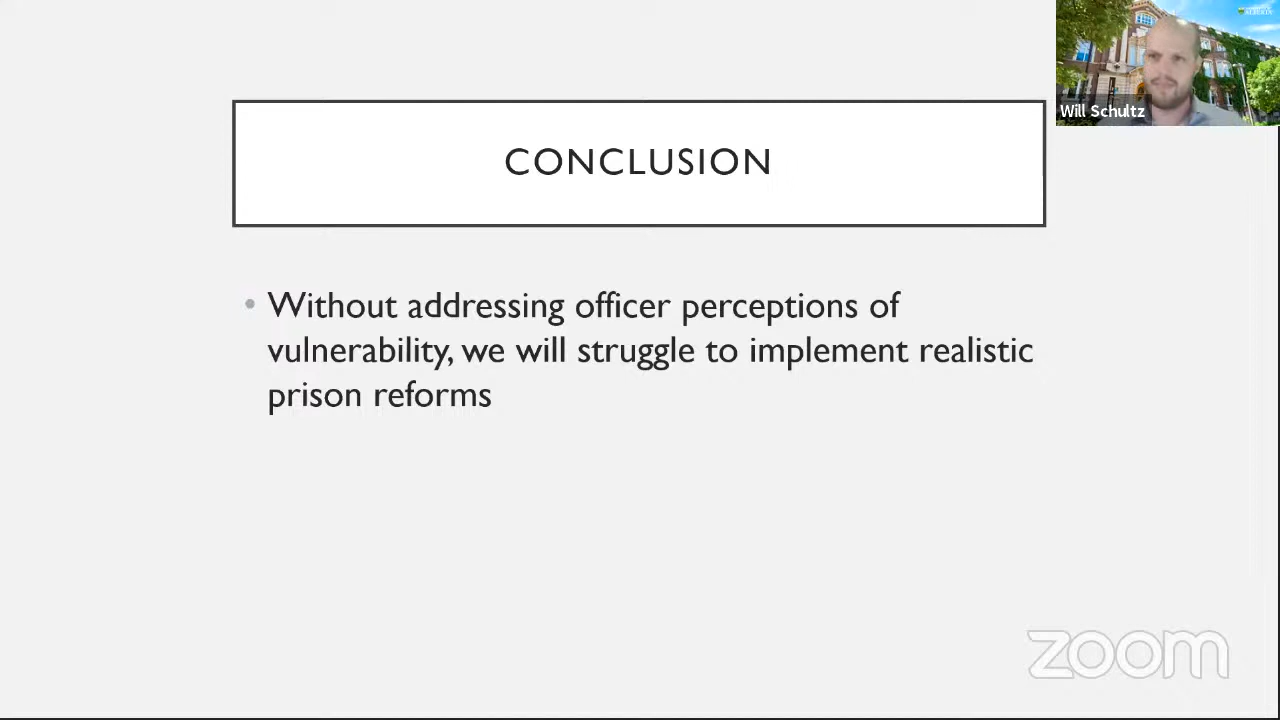 Will Schultz
CONCLUSION
• Without addressing officer perceptions of
vulnerability, we will struggle to implement realistic
prison reforms
zoom